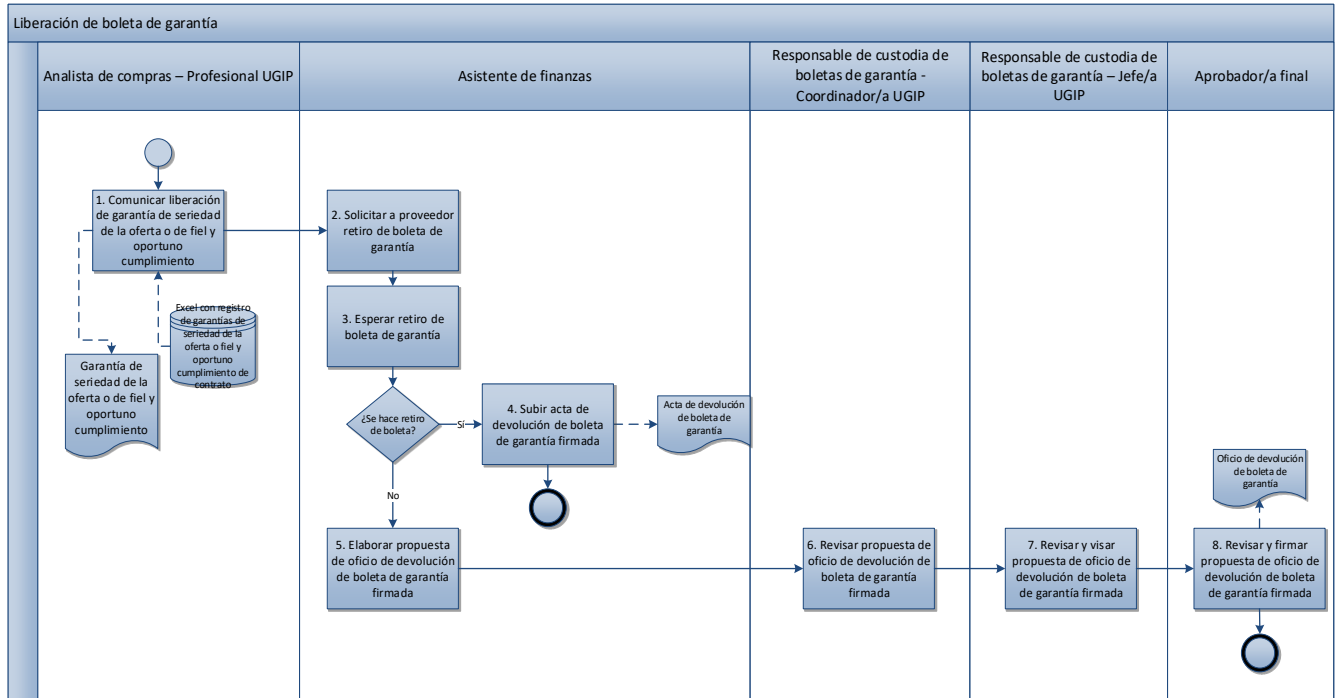 Liberación de boleta de garantía
Analista de compras – Profesional UGIP
Asistente de finanzas
Responsable de custodia de
boletas de garantía -
Coordinador/a UGIP
Responsable de custodia de
boletas de garantía – Jefe/a
UGIP
Aprobador/a final
1. Comunicar liberación
de garantía de seriedad
de la oferta o de fiel y
oportuno
cumplimiento
Excel con registro
de garantías de
seriedad de la
oferta o fiel y
oportuno
cumplimiento de
contrato
Garantía de
seriedad de la
oferta o de fiel y
oportuno
cumplimiento
2. Solicitar a proveedor
retiro de boleta de
garantía
3. Esperar retiro de
boleta de garantía
¿Se hace retiro
de boleta?
Sí
4. Subir acta de
devolución de boleta
de garantía firmada
Acta de devolución
de boleta de
garantía
No
5. Elaborar propuesta
de oficio de devolución
de boleta de garantía
firmada
6. Revisar propuesta de
oficio de devolución de
boleta de garantía
firmada
7. Revisar y visar
propuesta de oficio de
devolución de boleta
de garantía firmada
Oficio de devolución
de boleta de
garantía
8. Revisar y firmar
propuesta de oficio de
devolución de boleta
de garantía firmada